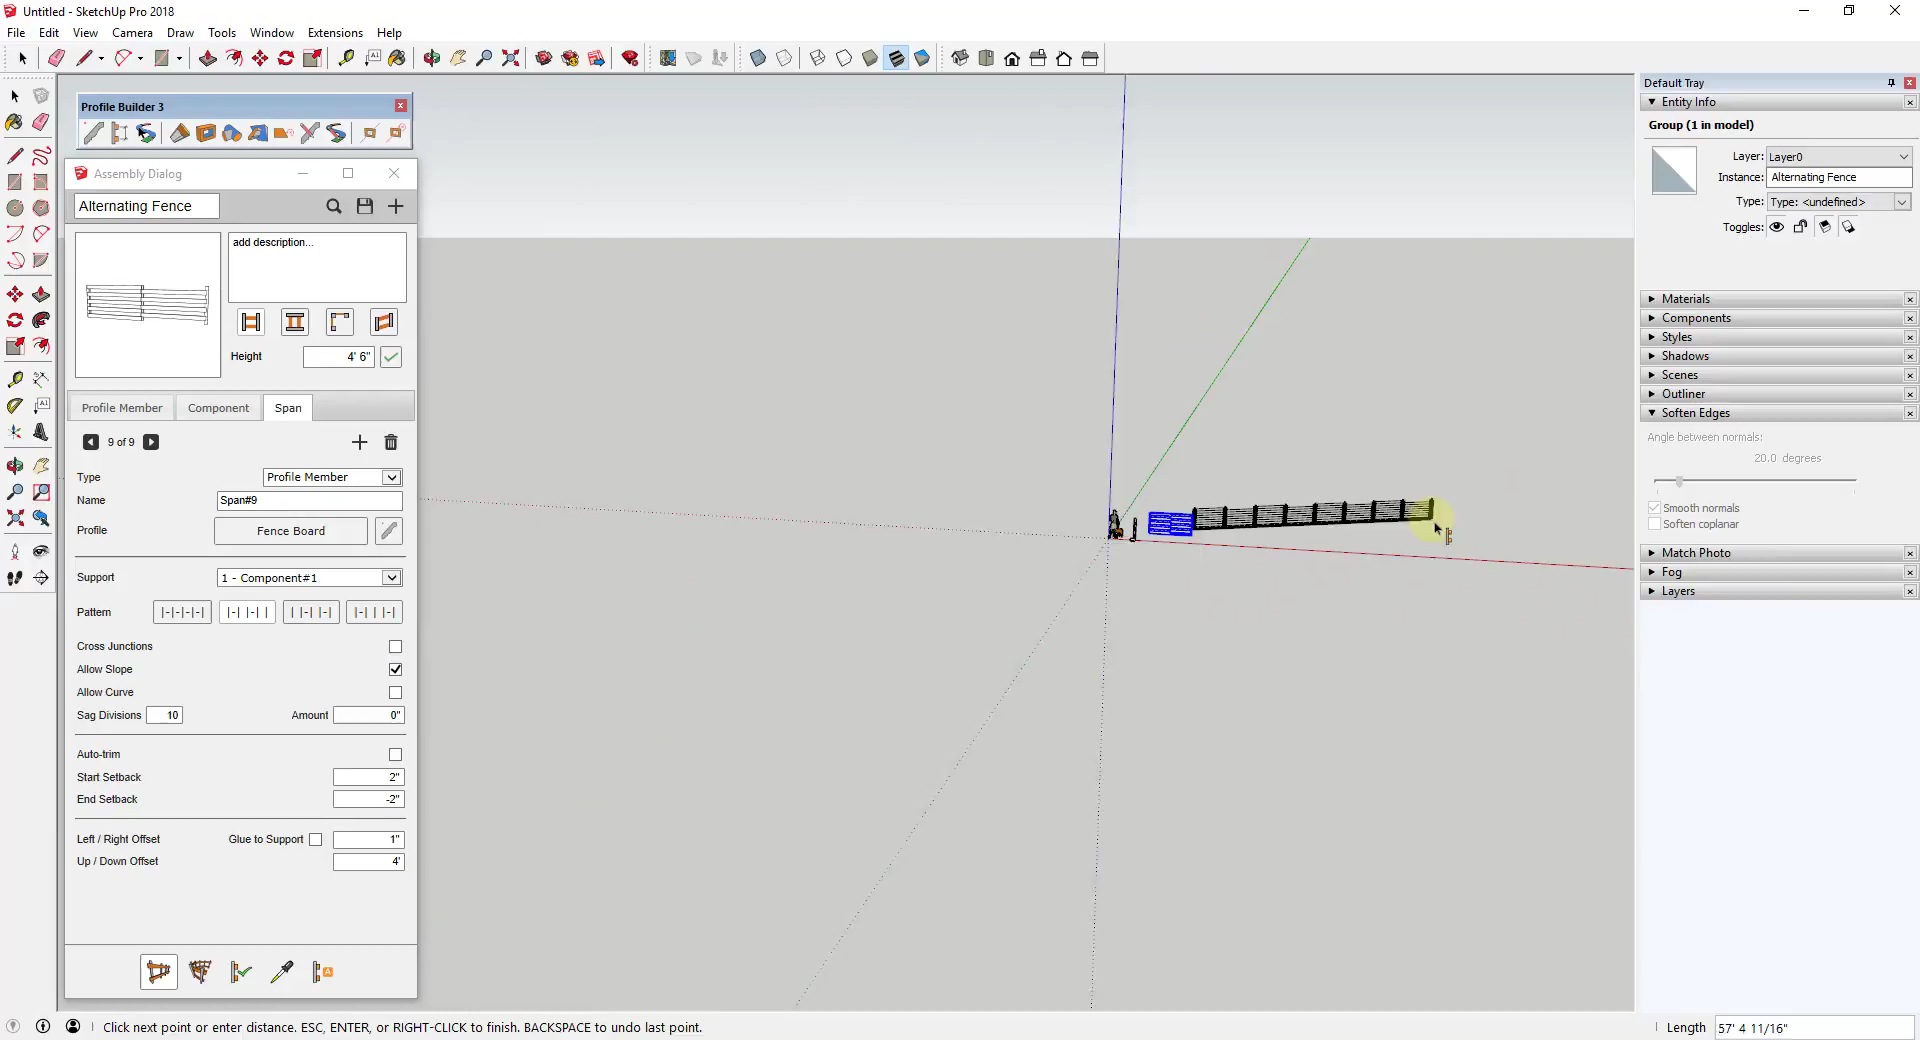 Untitled - SketchUp Pro 2018
File Edit View Camera Draw Tools Window Extensions Help
Profile Builder 3
Assembly Dialog
Alternating Fence
add description...
Height 4' 6"
Profile Member Component Span
9 of 9
Type Profile Member
Name Span#9
Profile Fence Board
Support 1 - Component#1
Pattern |-|-|-|-| |-| |-| | | |-| |-| |-| | |-|
Cross Junctions
Allow Slope
Allow Curve
Sag Divisions 10 Amount 0"
Auto-trim
Start Setback 2"
End Setback -2"
Left / Right Offset Glue to Support 1"
Up / Down Offset 4'
Default Tray
Entity Info
Group (1 in model)
Layer: Layer0
Instance: Alternating Fence
Type: Type: <undefined>
Toggles:
Materials
Components
Styles
Shadows
Scenes
Outliner
Soften Edges
Angle between normals:
20.0 degrees
Smooth normals
Soften coplanar
Match Photo
Fog
Layers
Click next point or enter distance. ESC, ENTER, or RIGHT-CLICK to finish. BACKSPACE to undo last point.
Length 57' 4 11/16"